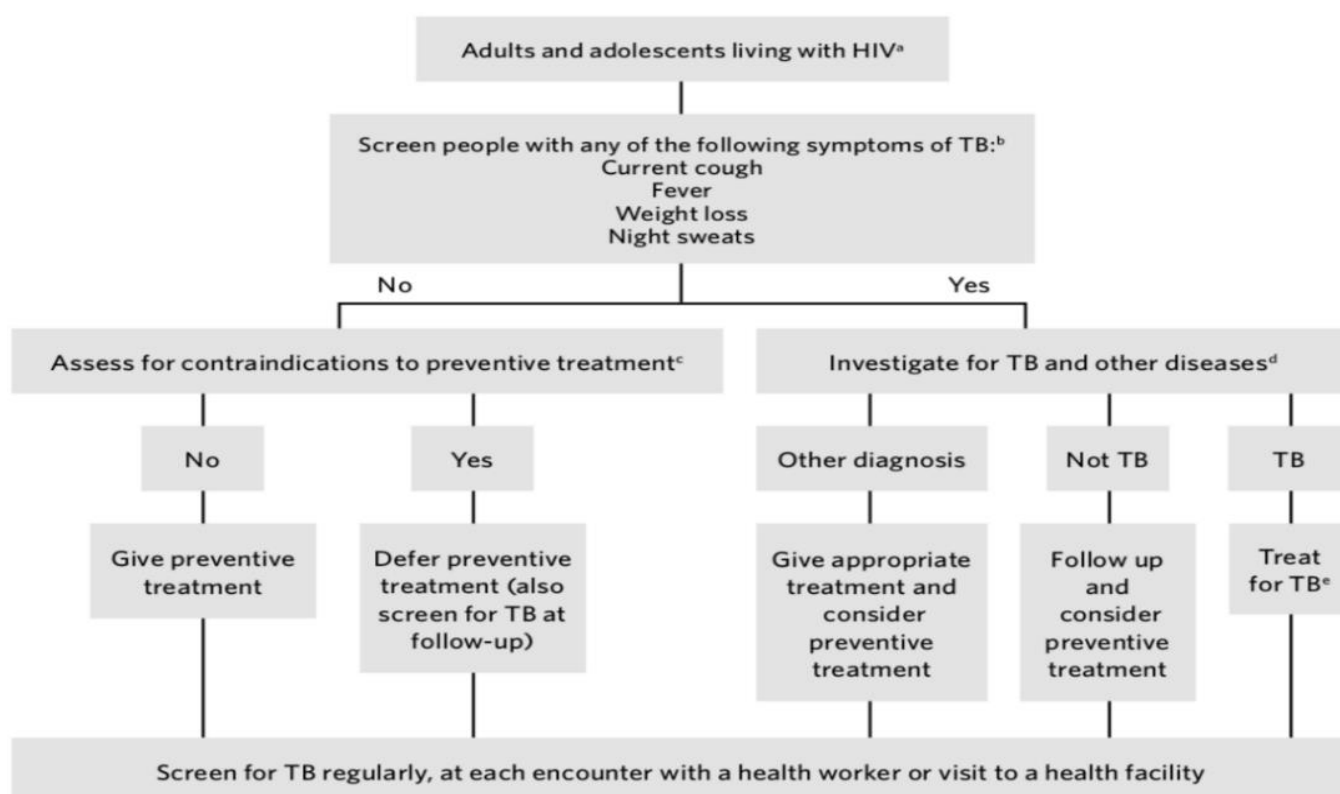 Adults and adolescents living with HIVᵃ
Screen people with any of the following symptoms of TB:ᵇ
Current cough
Fever
Weight loss
Night sweats
No
Yes
Assess for contraindications to preventive treatmentᶜ
Investigate for TB and other diseasesᵈ
No
Yes
Other diagnosis
Not TB
TB
Give preventive
treatment
Defer preventive
treatment (also
screen for TB at
follow-up)
Give appropriate
treatment and
consider
preventive
treatment
Follow up
and
consider
preventive
treatment
Treat
for TBᵉ
Screen for TB regularly, at each encounter with a health worker or visit to a health facility